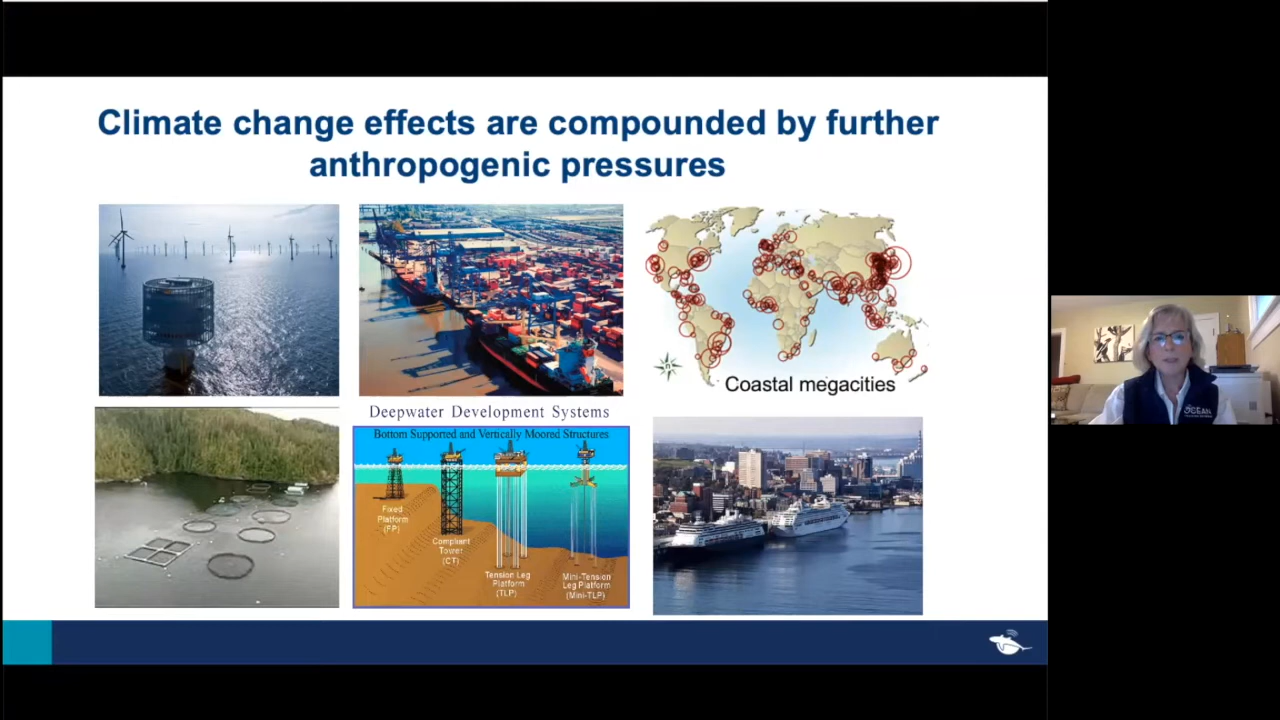 Climate change effects are compounded by further
anthropogenic pressures
Coastal megacities
Deepwater Development Systems
Bottom Supported and Vertically Moored Structures
Fixed
Platform
(FP)
Compliant
Tower
(CT)
Tension Leg
Platform
(TLP)
Mini-Tension
Leg Platform
(Mini-TLP)
OCEAN